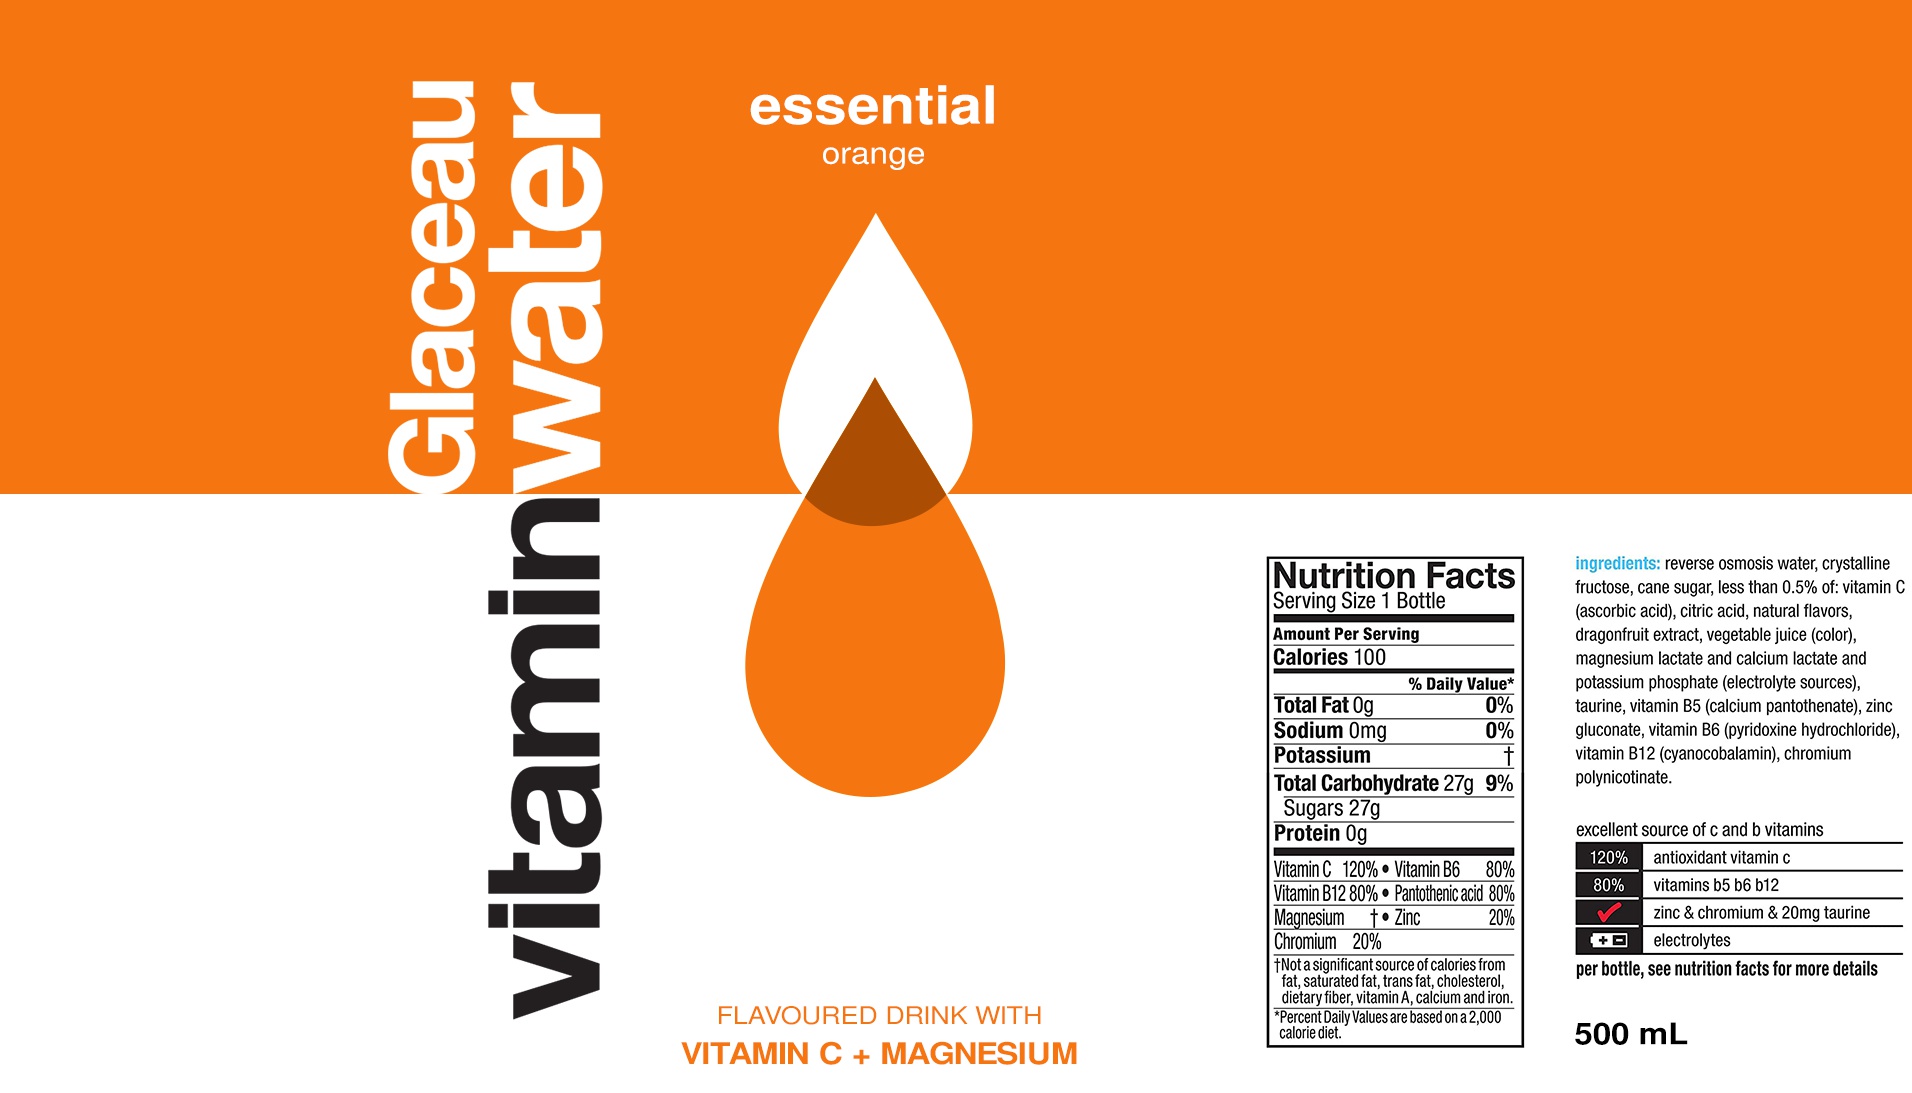 Glaceau
vitaminwater
essential
orange
FLAVOURED DRINK WITH
VITAMIN C + MAGNESIUM
Nutrition Facts
Serving Size 1 Bottle
Amount Per Serving
Calories 100
% Daily Value*
Total Fat 0g 0%
Sodium 0mg 0%
Potassium †
Total Carbohydrate 27g 9%
Sugars 27g
Protein 0g
Vitamin C 120% • Vitamin B6 80%
Vitamin B12 80% • Pantothenic acid 80%
Magnesium † • Zinc 20%
Chromium 20%
†Not a significant source of calories from
fat, saturated fat, trans fat, cholesterol,
dietary fiber, vitamin A, calcium and iron.
*Percent Daily Values are based on a 2,000
calorie diet.
ingredients: reverse osmosis water, crystalline
fructose, cane sugar, less than 0.5% of: vitamin C
(ascorbic acid), citric acid, natural flavors,
dragonfruit extract, vegetable juice (color),
magnesium lactate and calcium lactate and
potassium phosphate (electrolyte sources),
taurine, vitamin B5 (calcium pantothenate), zinc
gluconate, vitamin B6 (pyridoxine hydrochloride),
vitamin B12 (cyanocobalamin), chromium
polynicotinate.
excellent source of c and b vitamins
120% antioxidant vitamin c
80% vitamins b5 b6 b12
zinc & chromium & 20mg taurine
electrolytes
per bottle, see nutrition facts for more details
500 mL